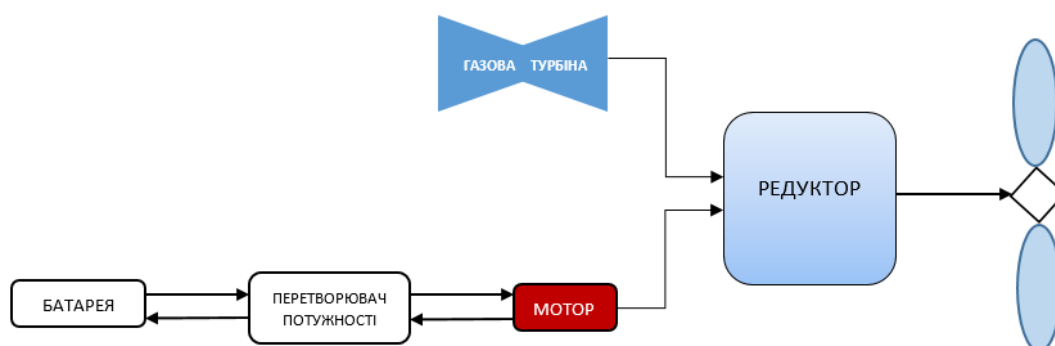 ГАЗОВА ТУРБІНА
РЕДУКТОР
БАТАРЕЯ
ПЕРЕТВОРЮВАЧ
ПОТУЖНОСТІ
МОТОР